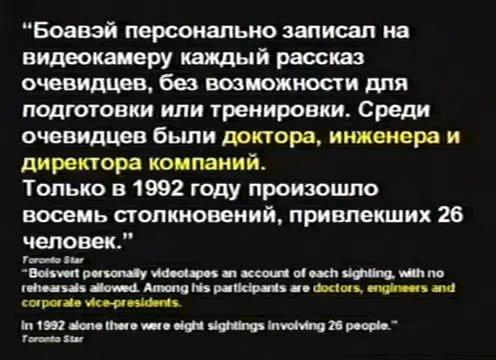 “Боавэй персонально записал на
видеокамеру каждый рассказ
очевидцев, без возможности для
подготовки или тренировки. Среди
очевидцев были доктора, инженера и
директора компаний.
Только в 1992 году произошло
восемь столкновений, привлекших 26
человек.”
Toronto Star
“Boisvert personally videotapes an account of each sighting, with no
rehearsals allowed. Among his participants are doctors, engineers and
corporate vice-presidents.
In 1992 alone there were eight sightings involving 26 people.”
Toronto Star